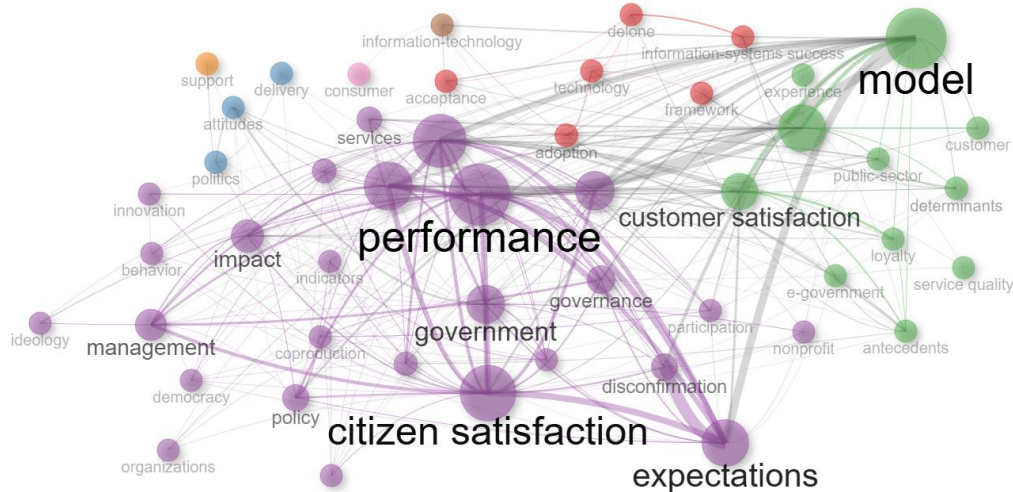 delone
information-technology
information-systems success
support
delivery
consumer
acceptance
technology
experience
model
framework
attitudes
services
adoption
customer
politics
public-sector
innovation
customer satisfaction
determinants
performance
impact
behavior
indicators
loyalty
governance
e-government
service quality
ideology
management
government
participation
coproduction
nonprofit
antecedents
democracy
disconfirmation
policy
citizen satisfaction
organizations
expectations